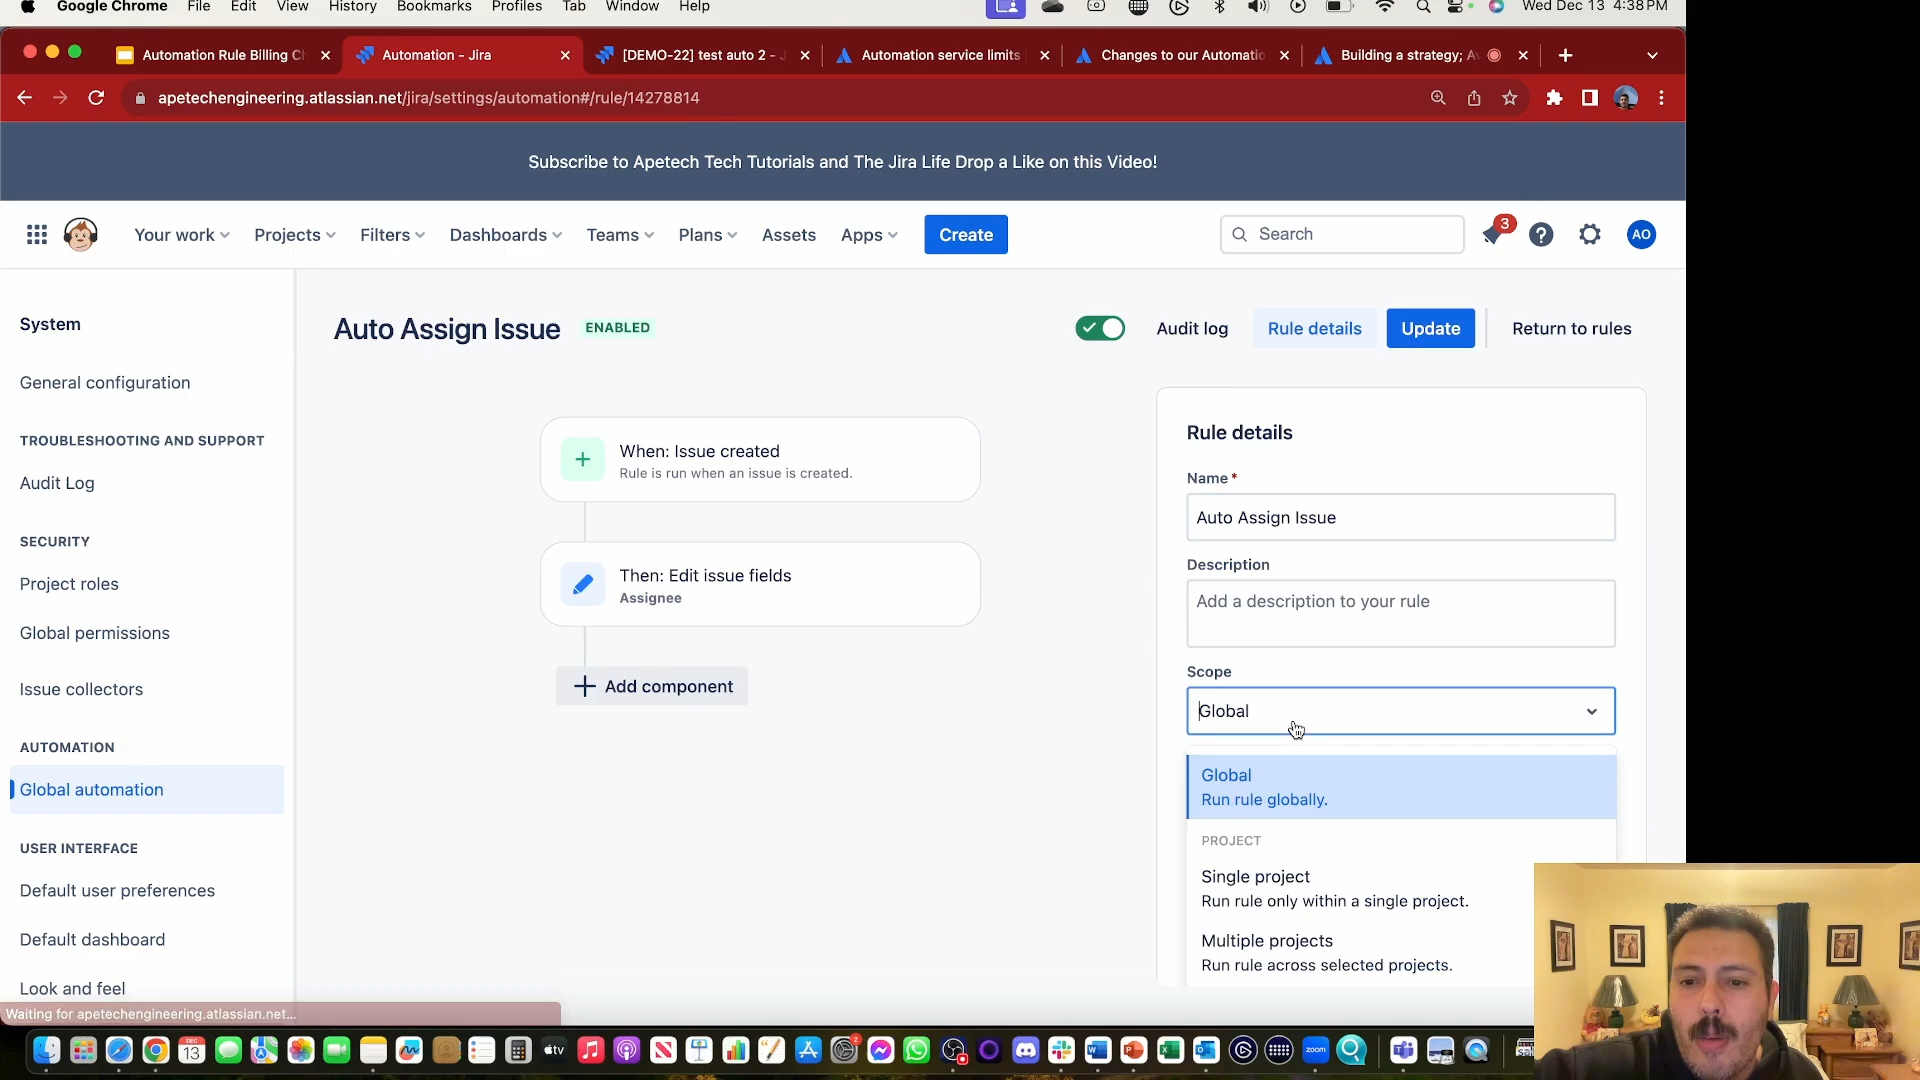 Google Chrome File Edit View History Bookmarks Profiles Tab Window Help Wed Dec 13 4:38 PM
Automation Rule Billing C
Automation - Jira
[DEMO-22] test auto 2 -
Automation service limits
Changes to our Automatio
Building a strategy; A
apetechengineering.atlassian.net/jira/settings/automation#/rule/14278814
Subscribe to Apetech Tech Tutorials and The Jira Life Drop a Like on this Video!
Your work Projects Filters Dashboards Teams Plans Assets Apps Create Search 3 AO
System
General configuration
TROUBLESHOOTING AND SUPPORT
Audit Log
SECURITY
Project roles
Global permissions
Issue collectors
AUTOMATION
Global automation
USER INTERFACE
Default user preferences
Default dashboard
Look and feel
Waiting for apetechengineering.atlassian.net...
Auto Assign Issue ENABLED Audit log Rule details Update Return to rules
When: Issue created
Rule is run when an issue is created.
Then: Edit issue fields
Assignee
Add component
Rule details
Name *
Auto Assign Issue
Description
Add a description to your rule
Scope
Global
Global
Run rule globally.
PROJECT
Single project
Run rule only within a single project.
Multiple projects
Run rule across selected projects.
DEC
13
tv
2
zoom